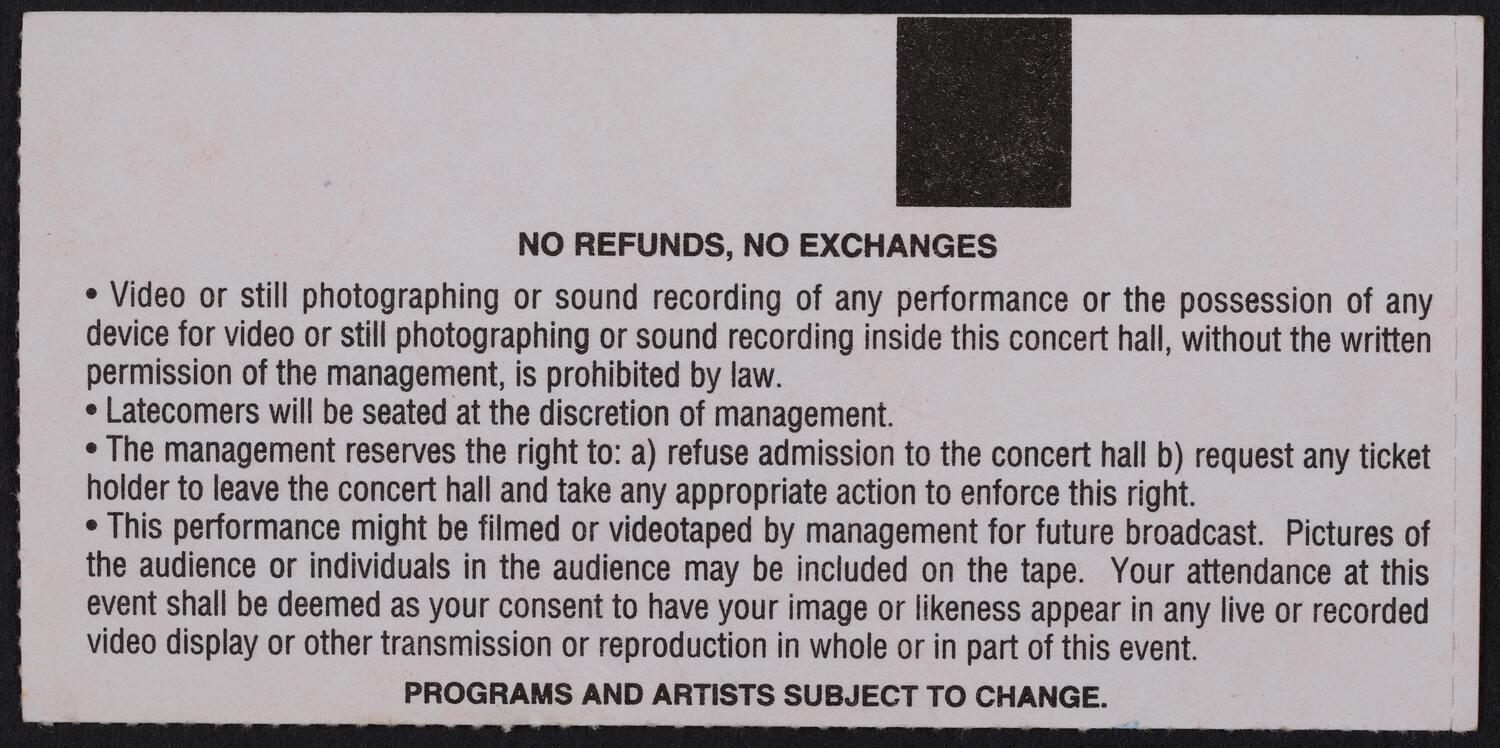 NO REFUNDS, NO EXCHANGES
• Video or still photographing or sound recording of any performance or the possession of any
device for video or still photographing or sound recording inside this concert hall, without the written
permission of the management, is prohibited by law.
• Latecomers will be seated at the discretion of management.
• The management reserves the right to: a) refuse admission to the concert hall b) request any ticket
holder to leave the concert hall and take any appropriate action to enforce this right.
• This performance might be filmed or videotaped by management for future broadcast. Pictures of
the audience or individuals in the audience may be included on the tape. Your attendance at this
event shall be deemed as your consent to have your image or likeness appear in any live or recorded
video display or other transmission or reproduction in whole or in part of this event.
PROGRAMS AND ARTISTS SUBJECT TO CHANGE.